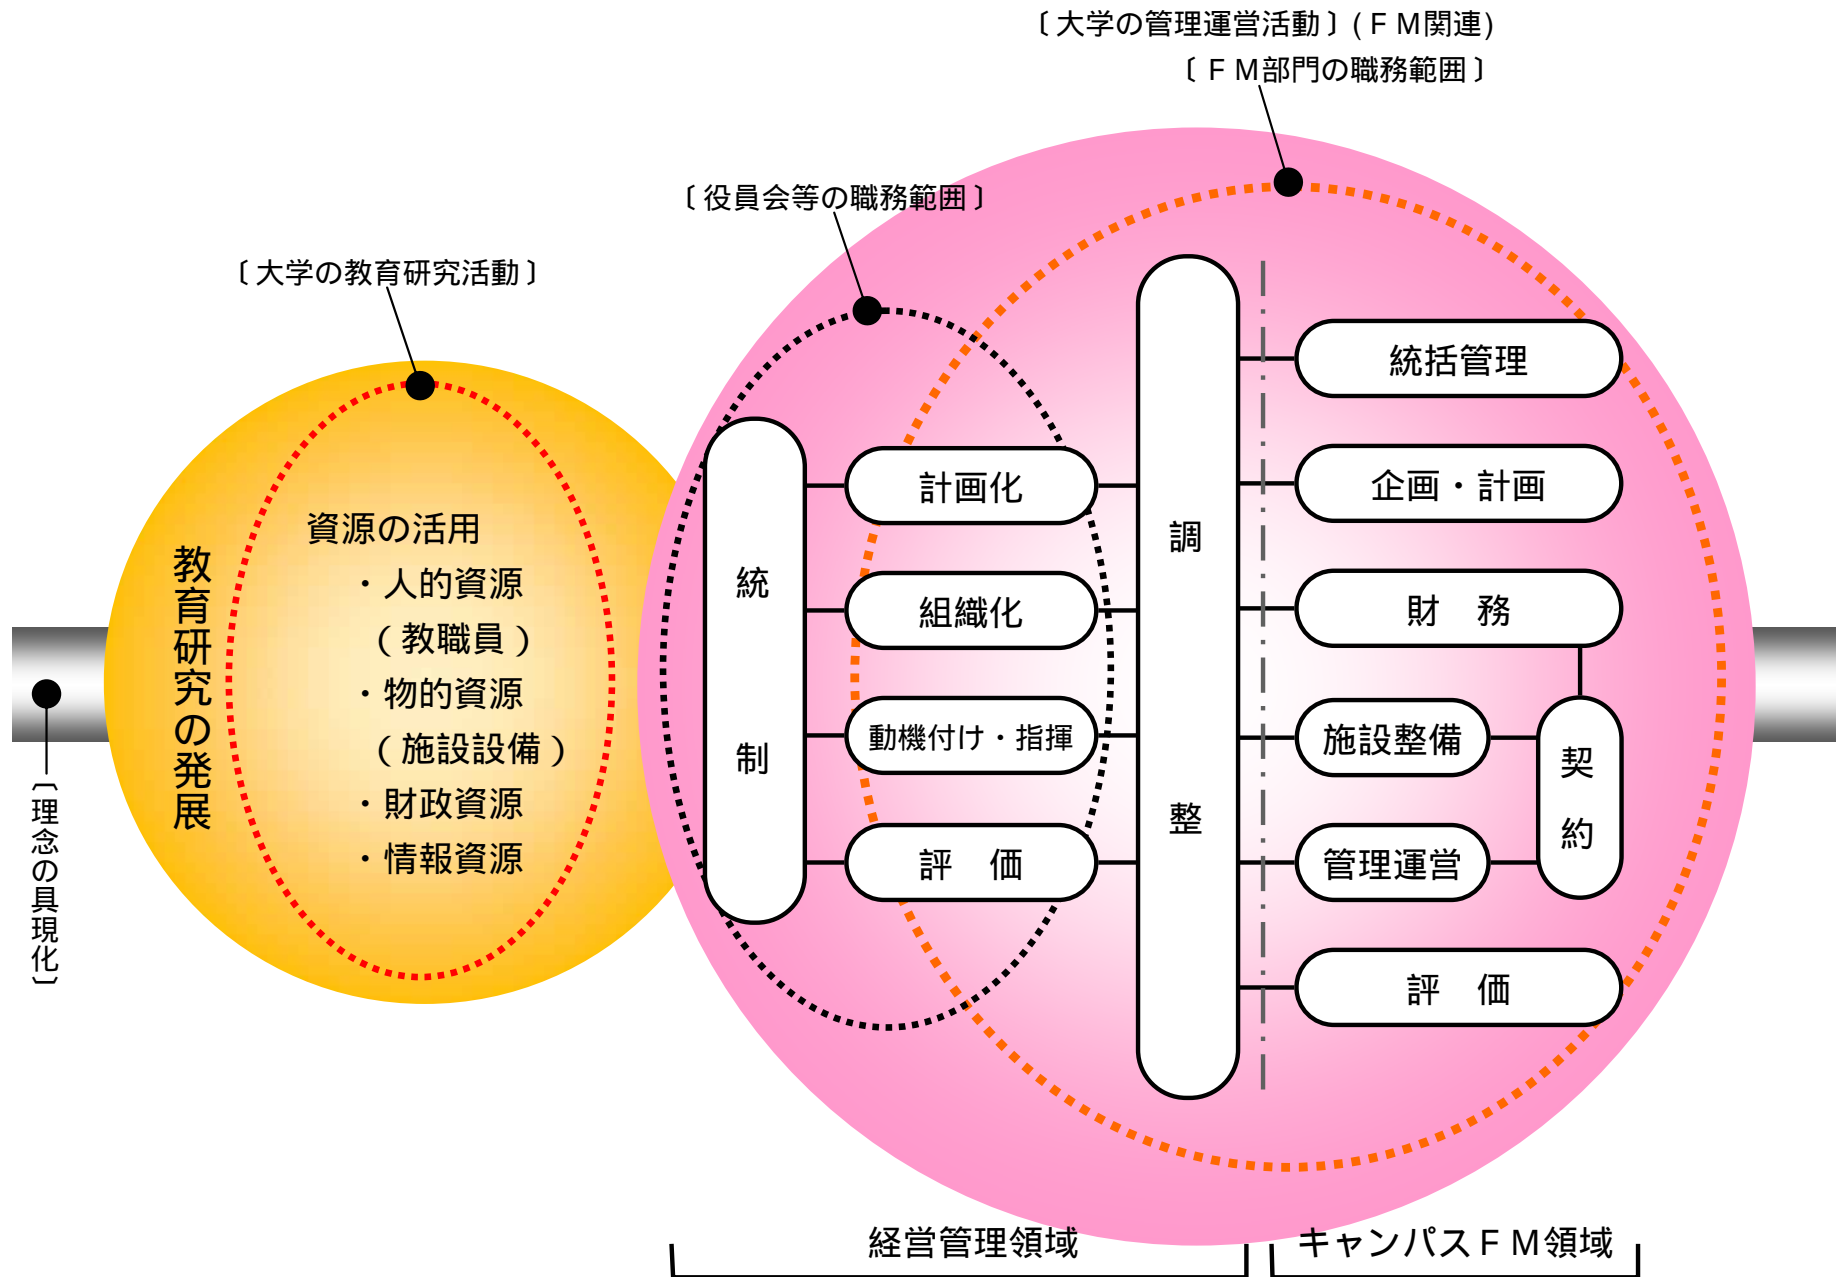 〔大学の管理運営活動〕(ＦＭ関連)
〔ＦＭ部門の職務範囲〕
〔役員会等の職務範囲〕
〔大学の教育研究活動〕
教育研究の発展
資源の活用
・人的資源
（教職員）
・物的資源
（施設設備）
・財政資源
・情報資源
〔理念の具現化〕
統制
計画化
組織化
動機付け・指揮
評　価
調整
統括管理
企画・計画
財　務
施設整備
管理運営
契約
評　価
経営管理領域
キャンパスＦＭ領域